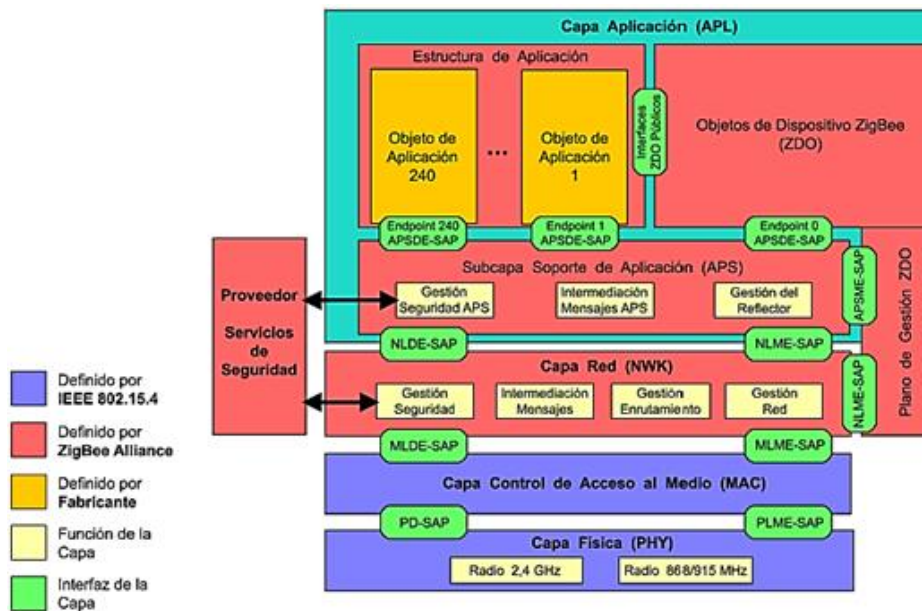 Capa Aplicación (APL)
Estructura de Aplicación
Objeto de
Aplicación
240
...
Objeto de
Aplicación
1
Interfaces
ZDO Públicos
Objetos de Dispositivo ZigBee
(ZDO)
Endpoint 240
APSDE-SAP
Endpoint 1
APSDE-SAP
Endpoint 0
APSDE-SAP
Subcapa Soporte de Aplicación (APS)
Gestión
Seguridad APS
Intermediación
Mensajes APS
Gestión del
Reflector
APSME-SAP
Plano de Gestión ZDO
Proveedor
Servicios
de
Seguridad
NLDE-SAP
NLME-SAP
Capa Red (NWK)
Gestión
Seguridad
Intermediación
Mensajes
Gestión
Enrutamiento
Gestión
Red
NLME-SAP
MLDE-SAP
MLME-SAP
Capa Control de Acceso al Medio (MAC)
PD-SAP
PLME-SAP
Capa Física (PHY)
Radio 2,4 GHz
Radio 868/915 MHz
Definido por
IEEE 802.15.4
Definido por
ZigBee Alliance
Definido por
Fabricante
Función de la
Capa
Interfaz de la
Capa